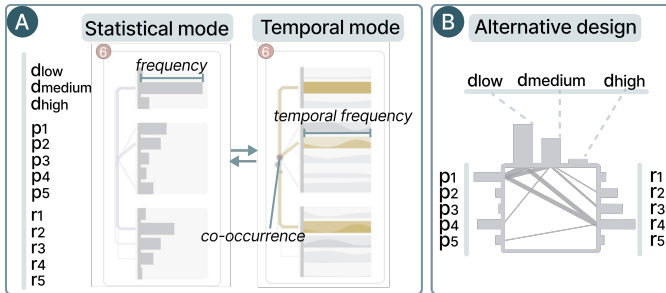 A
Statistical mode
Temporal mode
6
6
dlow
dmedium
dhigh
frequency
temporal frequency
p1
p2
p3
p4
p5
co-occurrence
r1
r2
r3
r4
r5
B
Alternative design
dlow
dmedium
dhigh
p1
p2
p3
p4
p5
r1
r2
r3
r4
r5